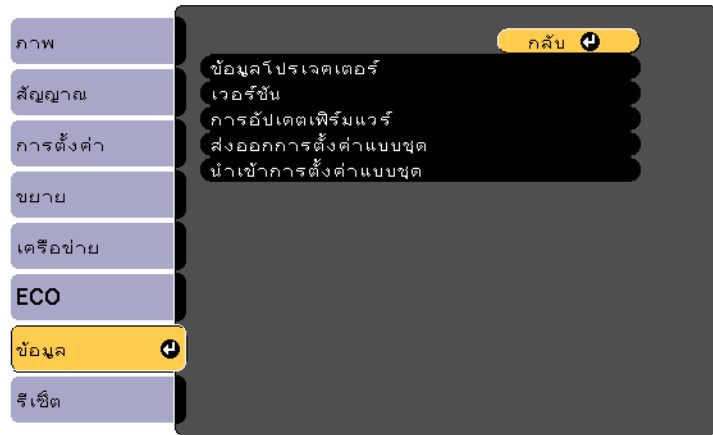 ภาพ
สัญญาณ
การตั้งค่า
ขยาย
เครือข่าย
ECO
ข้อมูล
รีเซ็ต
กลับ
ข้อมูลโปรเจคเตอร์
เวอร์ชัน
การอัปเดตเฟิร์มแวร์
ส่งออกการตั้งค่าแบบชุด
นำเข้าการตั้งค่าแบบชุด